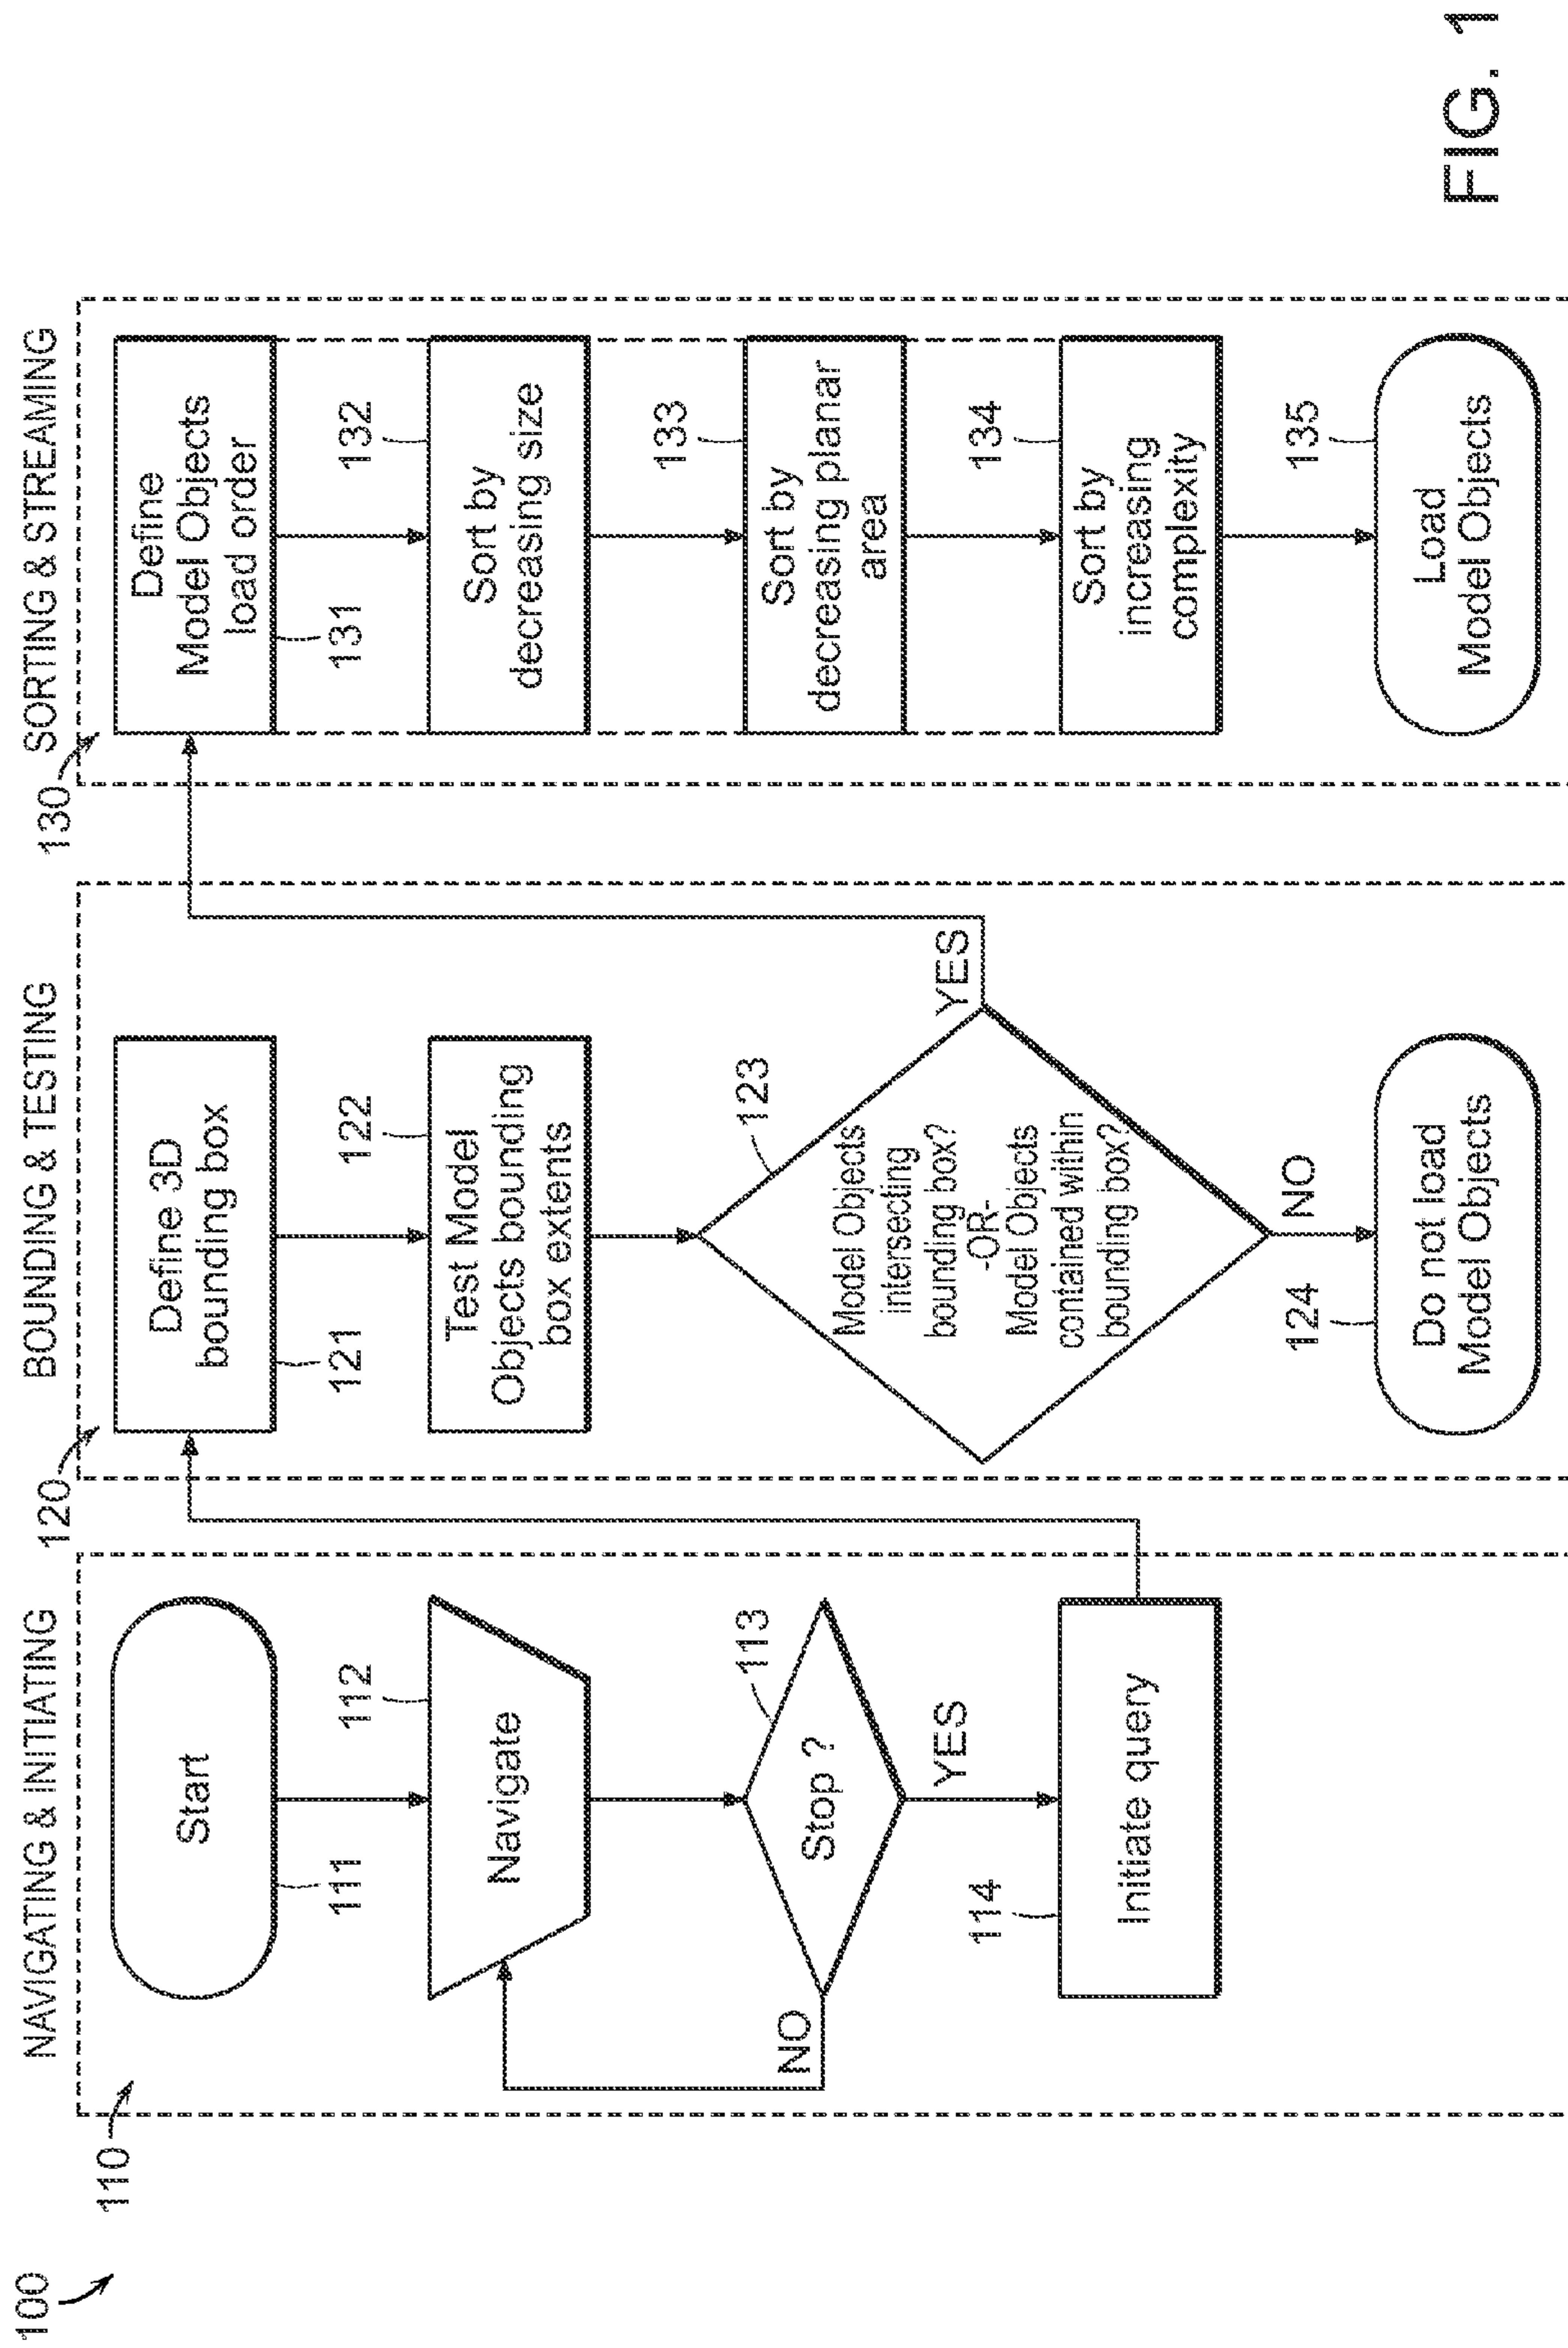 100
110
NAVIGATING & INITIATING
Start
111
Navigate
112
Stop ?
113
NO
YES
Initiate query
114
120
BOUNDING & TESTING
Define 3D
bounding box
121
Test Model
Objects bounding
box extents
122
Model Objects
intersecting
bounding box?
-OR-
Model Objects
contained within
bounding box?
123
YES
NO
Do not load
Model Objects
124
130
SORTING & STREAMING
Define
Model Objects
load order
131
Sort by
decreasing size
132
Sort by
decreasing planar
area
133
Sort by
increasing
complexity
134
Load
Model Objects
135
FIG. 1